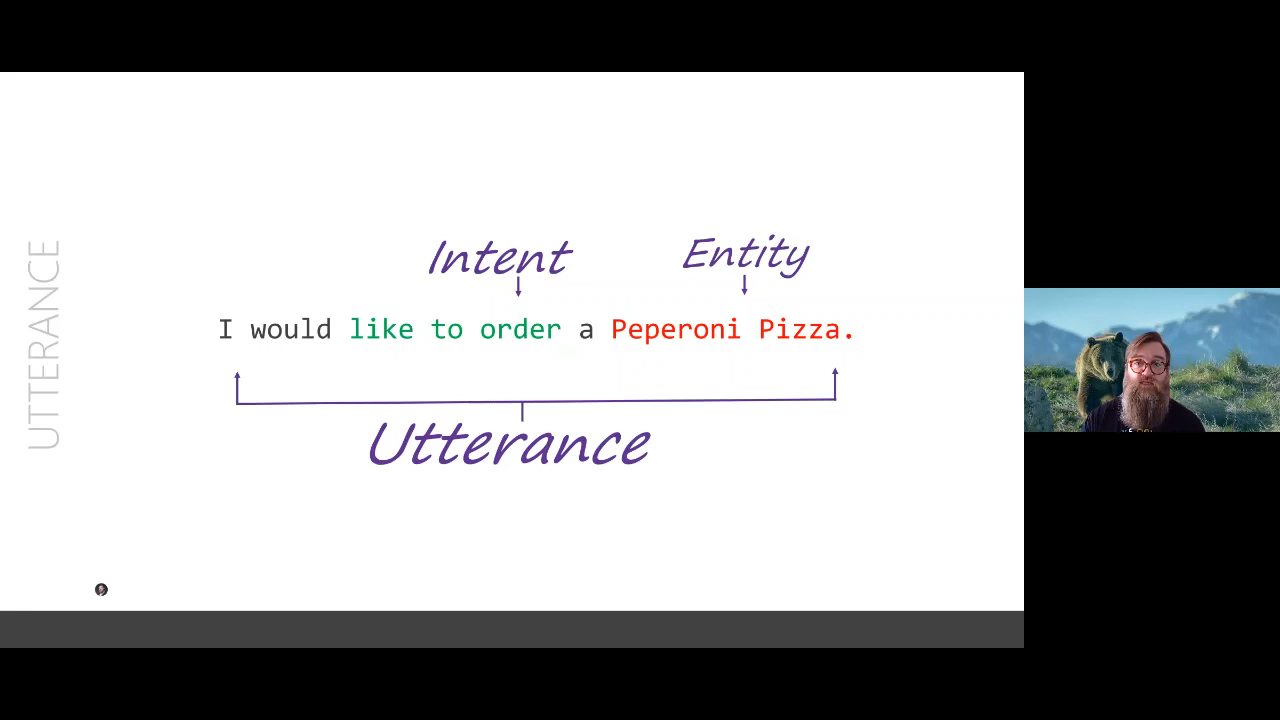 UTTERANCE
Intent
Entity
I would like to order a Peperoni Pizza.
Utterance